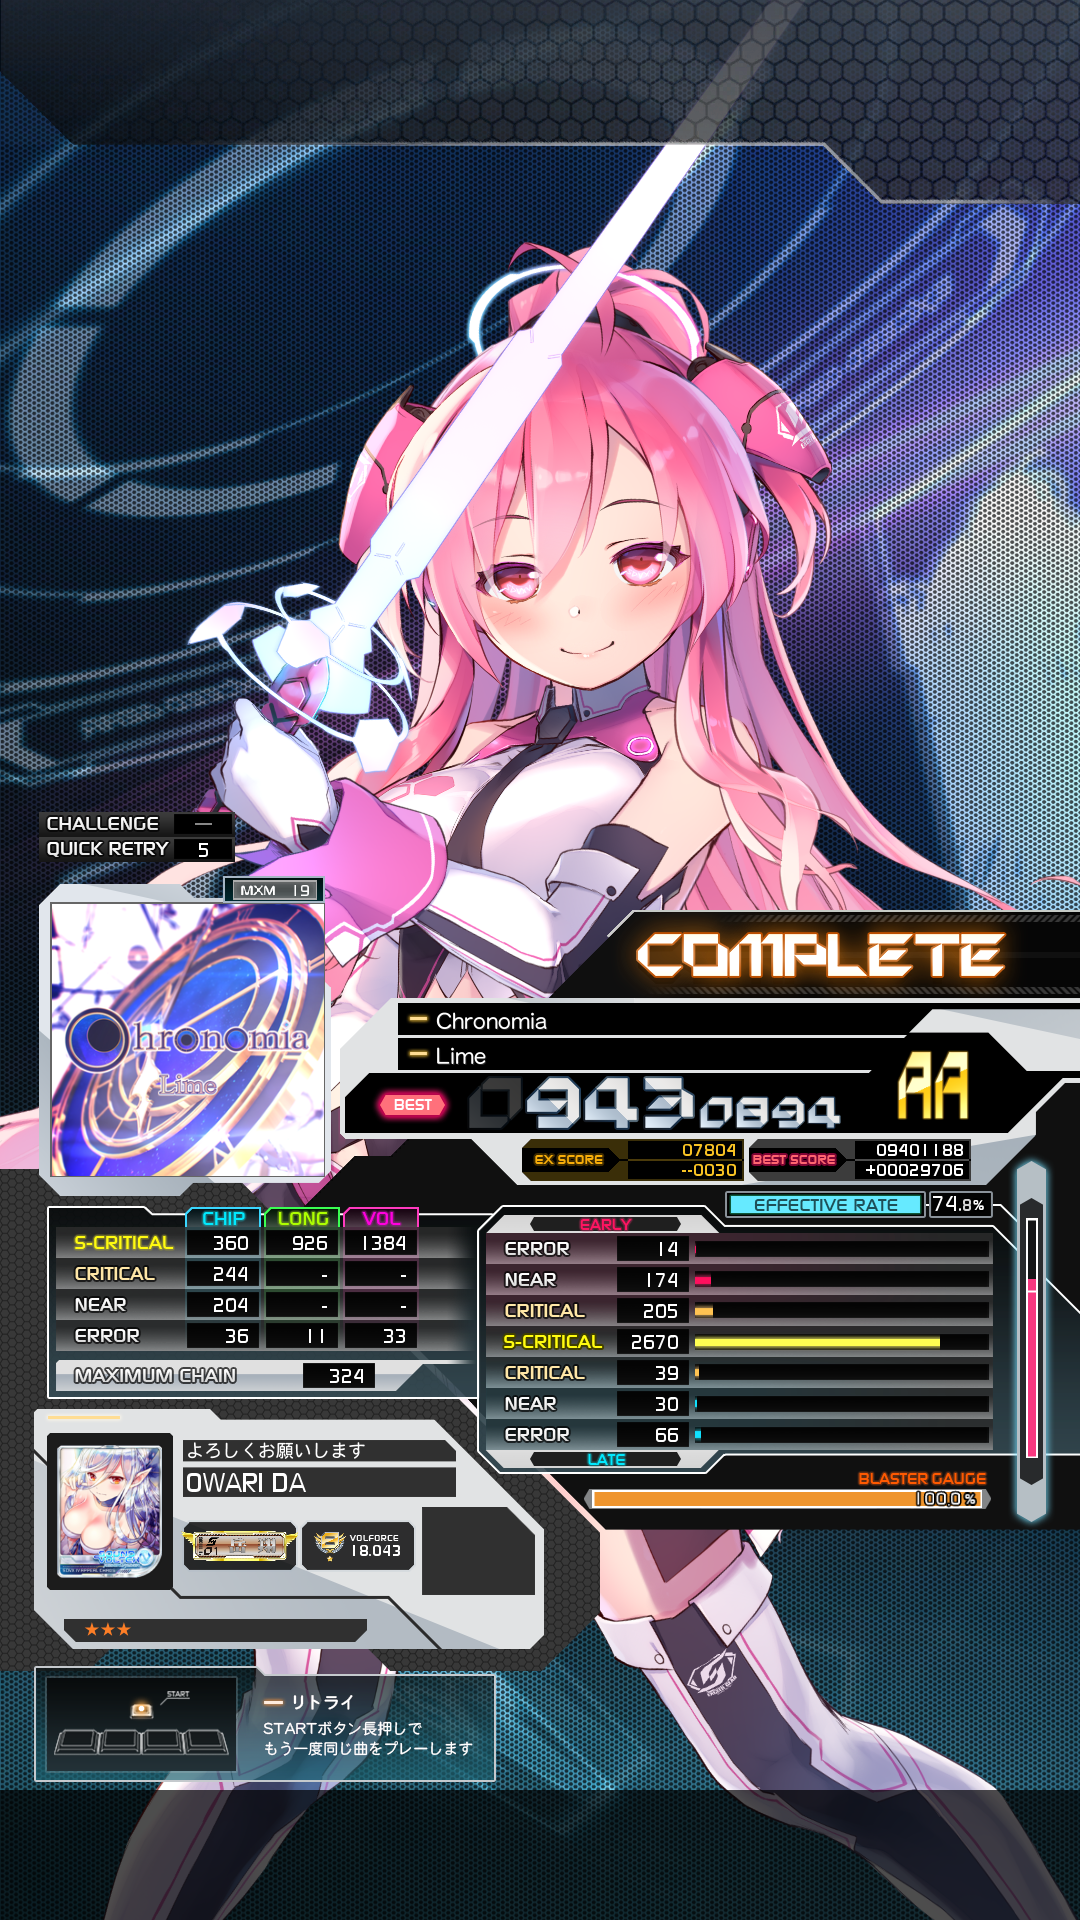 CHALLENGE —
QUICK RETRY 5
MXM 19
Chronomia
Lime
COMPLETE
Chronomia
Lime
BEST 09430894 AA
EX SCORE 07804
--0030
BEST SCORE 09401188
+00029706
EFFECTIVE RATE 74.8%
CHIP LONG VOL
S-CRITICAL 360 926 1384
CRITICAL 244 - -
NEAR 204 - -
ERROR 36 11 33
MAXIMUM CHAIN 324
EARLY
ERROR 14
NEAR 174
CRITICAL 205
S-CRITICAL 2670
CRITICAL 39
NEAR 30
ERROR 66
LATE
BLASTER GAUGE
100.0%
よろしくお願いします
OWARI DA
VOLFORCE
18.043
★★★
START
リトライ
STARTボタン長押しで
もう一度同じ曲をプレーします